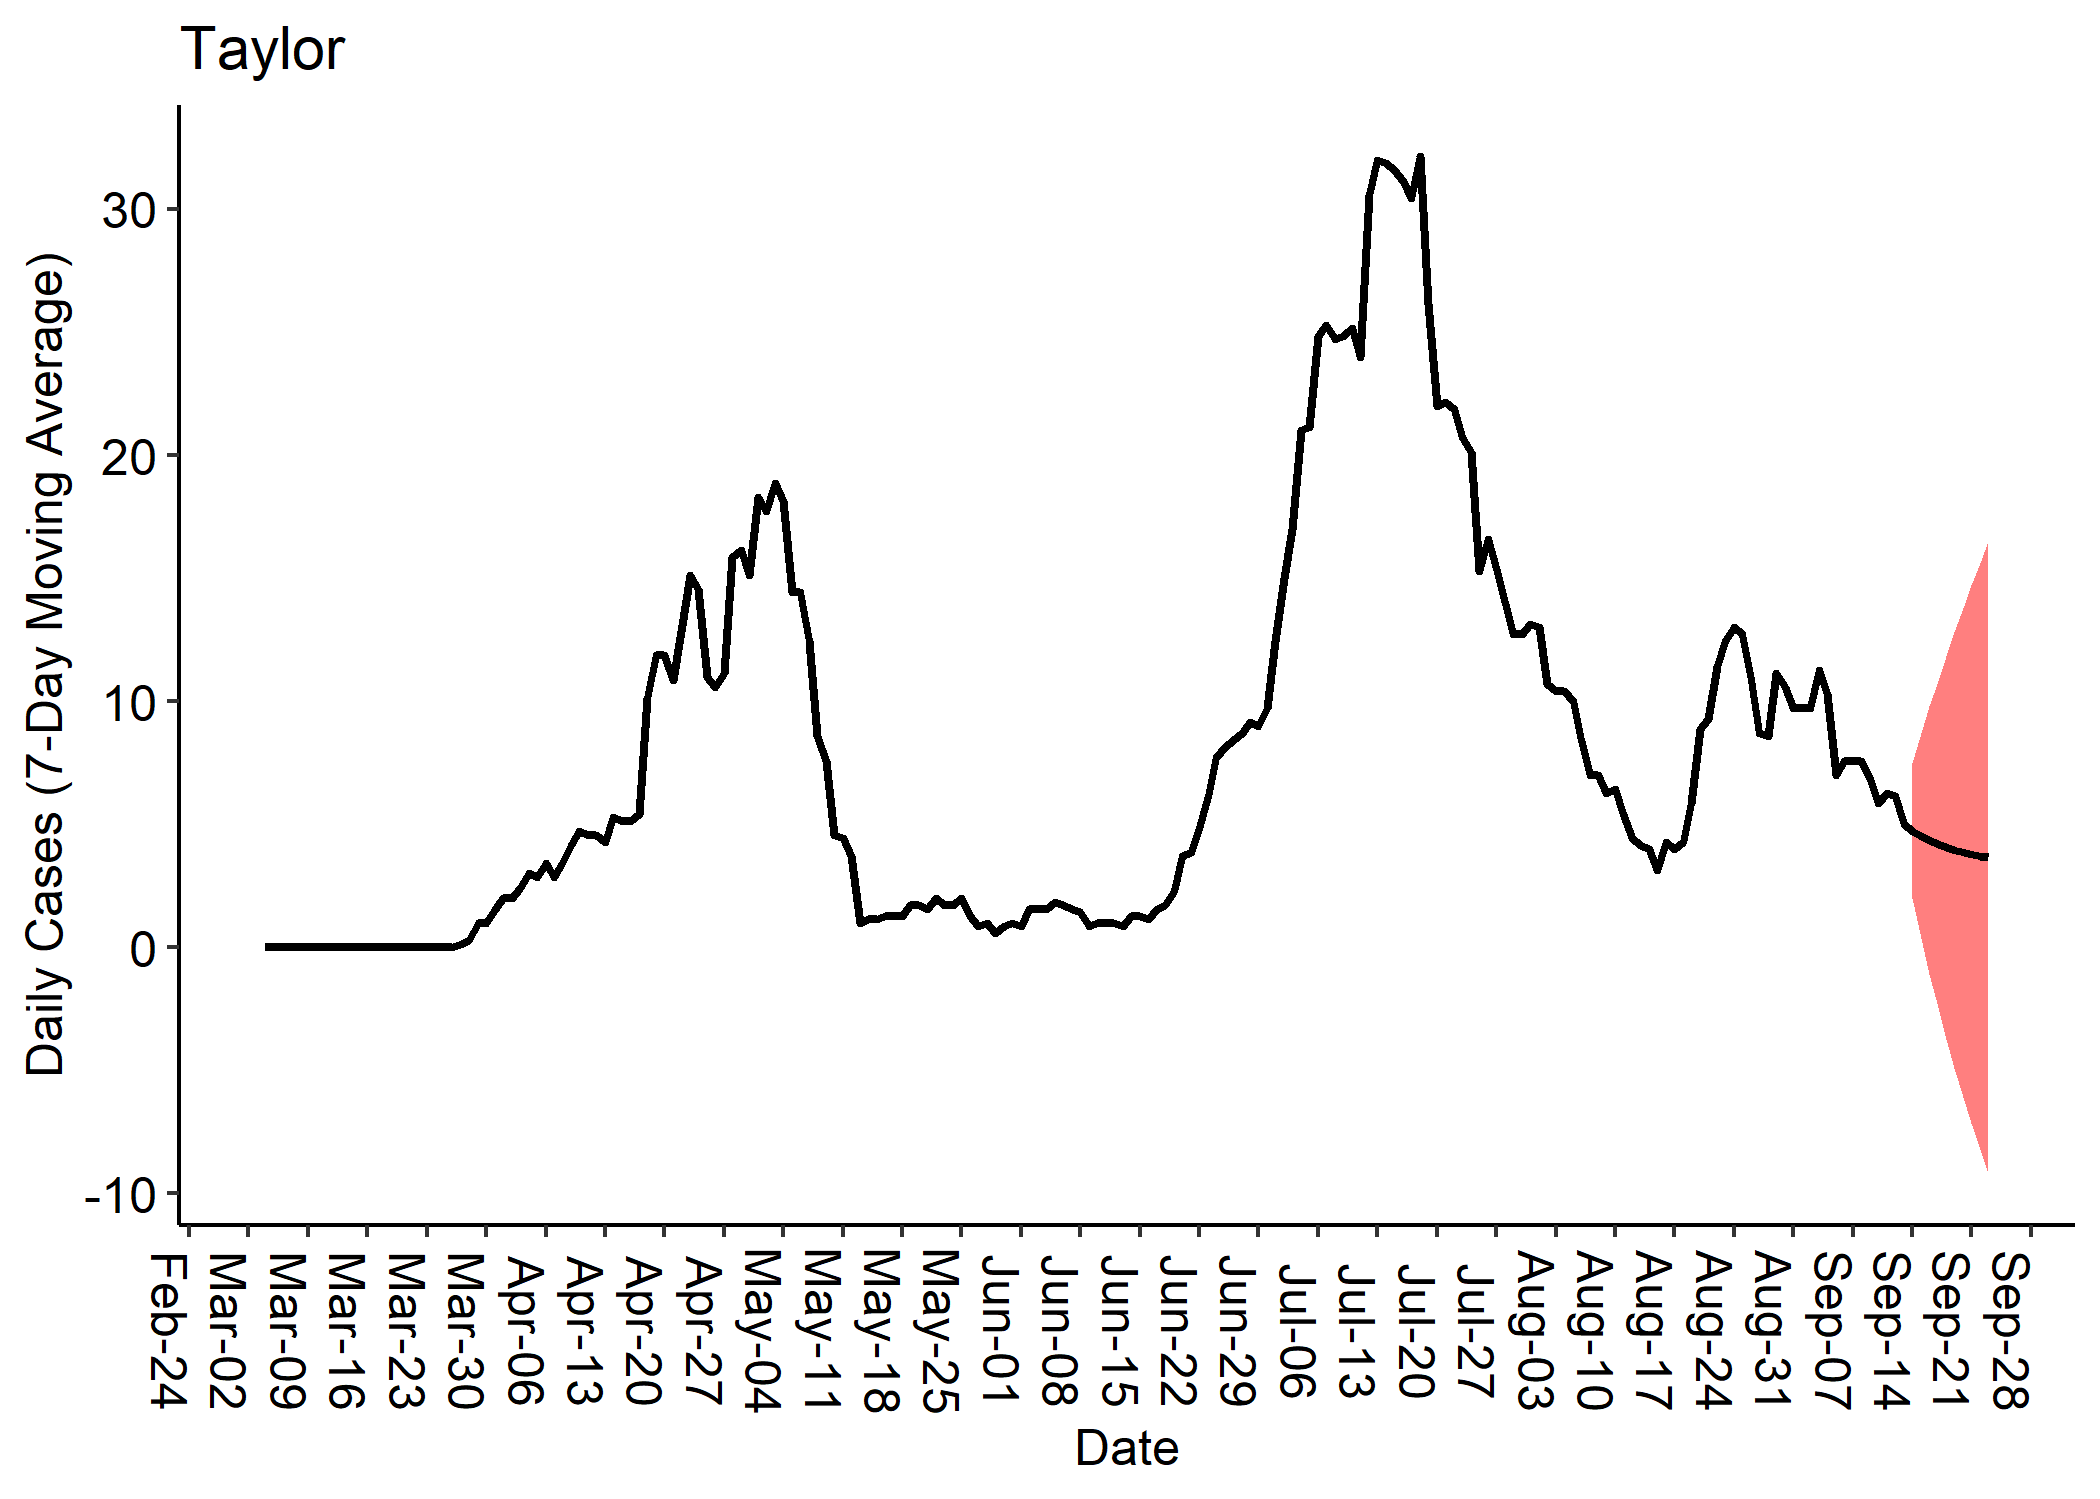 Taylor
Daily Cases (7-Day Moving Average)
30
20
10
0
-10
Feb-24
Mar-02
Mar-09
Mar-16
Mar-23
Mar-30
Apr-06
Apr-13
Apr-20
Apr-27
May-04
May-11
May-18
May-25
Jun-01
Jun-08
Jun-15
Jun-22
Jun-29
Jul-06
Jul-13
Jul-20
Jul-27
Aug-03
Aug-10
Aug-17
Aug-24
Aug-31
Sep-07
Sep-14
Sep-21
Sep-28
Date